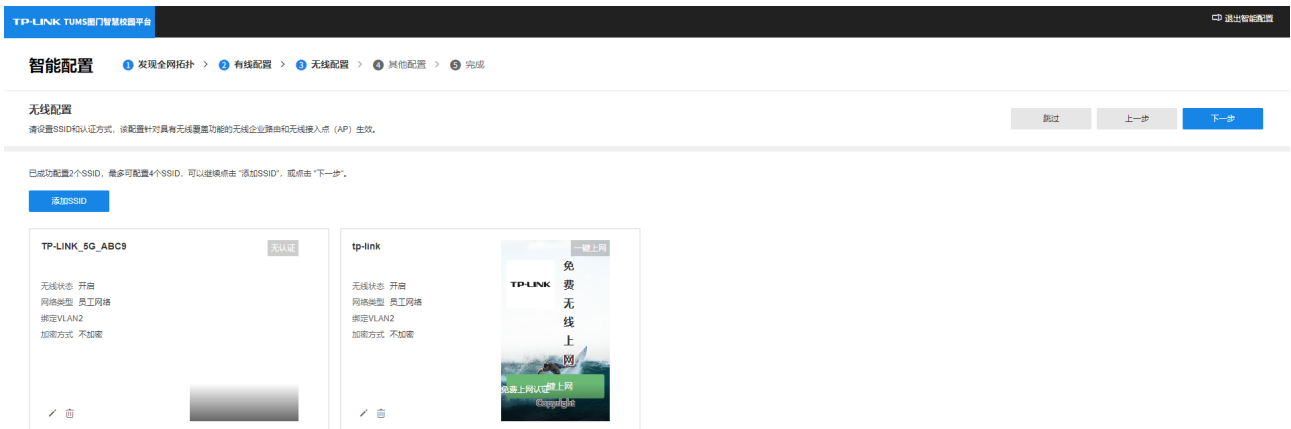 TP-LINK TUMS图门智慧校园平台
退出智能配置
智能配置 1 发现全网拓扑 > 2 有线配置 > 3 无线配置 > 4 其他配置 > 5 完成
无线配置
请设置SSID和认证方式，该配置针对具有无线覆盖功能的无线企业路由和无线接入点（AP）生效。
跳过 上一步 下一步
已成功配置2个SSID，最多可配置4个SSID，可以继续点击 "添加SSID"，或点击 "下一步"。
添加SSID
TP-LINK_5G_ABC9 无认证
无线状态 开启
网络类型 员工网络
绑定VLAN2
加密方式 不加密
tp-link 一键上网
无线状态 开启
网络类型 员工网络
绑定VLAN2
加密方式 不加密
TP-LINK
免费无线上网
免费上网认证
一键上网
Copyright